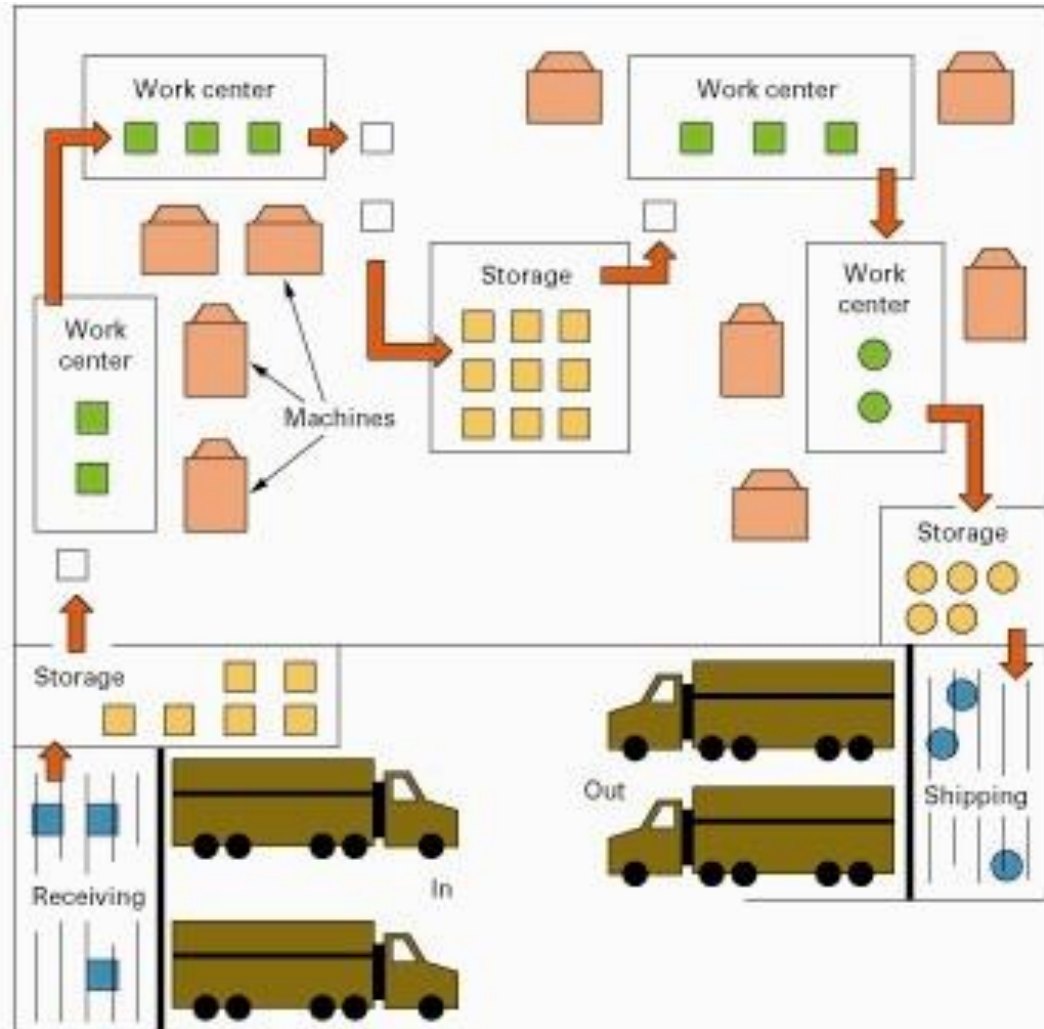 Work center
Work center
Storage
Work
center
Work
center
Machines
Storage
Storage
Out
Shipping
Receiving
In